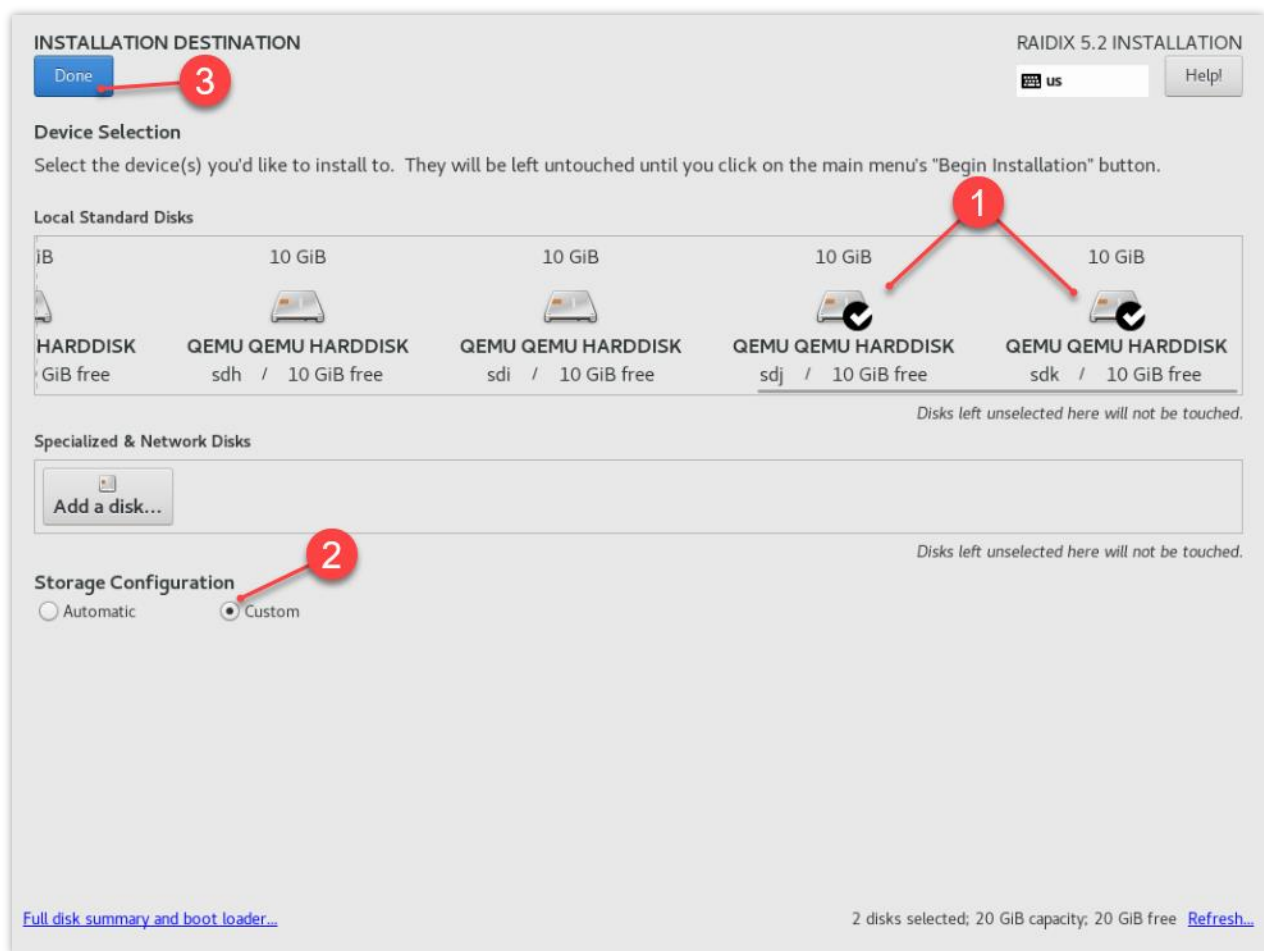 INSTALLATION DESTINATION
RAIDIX 5.2 INSTALLATION
Done
3
us
Help!
Device Selection
Select the device(s) you'd like to install to. They will be left untouched until you click on the main menu's "Begin Installation" button.
1
Local Standard Disks
iB 10 GiB 10 GiB 10 GiB 10 GiB
HARDDISK QEMU QEMU HARDDISK QEMU QEMU HARDDISK QEMU QEMU HARDDISK QEMU QEMU HARDDISK
GiB free sdh / 10 GiB free sdi / 10 GiB free sdj / 10 GiB free sdk / 10 GiB free
Disks left unselected here will not be touched.
Specialized & Network Disks
Add a disk...
Disks left unselected here will not be touched.
2
Storage Configuration
Automatic Custom
Full disk summary and boot loader...
2 disks selected; 20 GiB capacity; 20 GiB free Refresh...